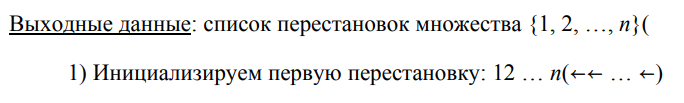 Выходные данные: список перестановок множества {1, 2, …, n}(
1) Инициализируем первую перестановку: 12 … n(←← … ←)